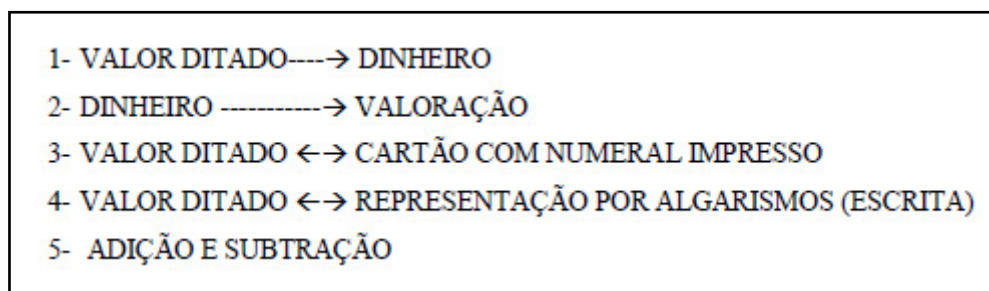 1- VALOR DITADO----→ DINHEIRO
2- DINHEIRO -----------→ VALORAÇÃO
3- VALOR DITADO ←→ CARTÃO COM NUMERAL IMPRESSO
4- VALOR DITADO ←→ REPRESENTAÇÃO POR ALGARISMOS (ESCRITA)
5- ADIÇÃO E SUBTRAÇÃO